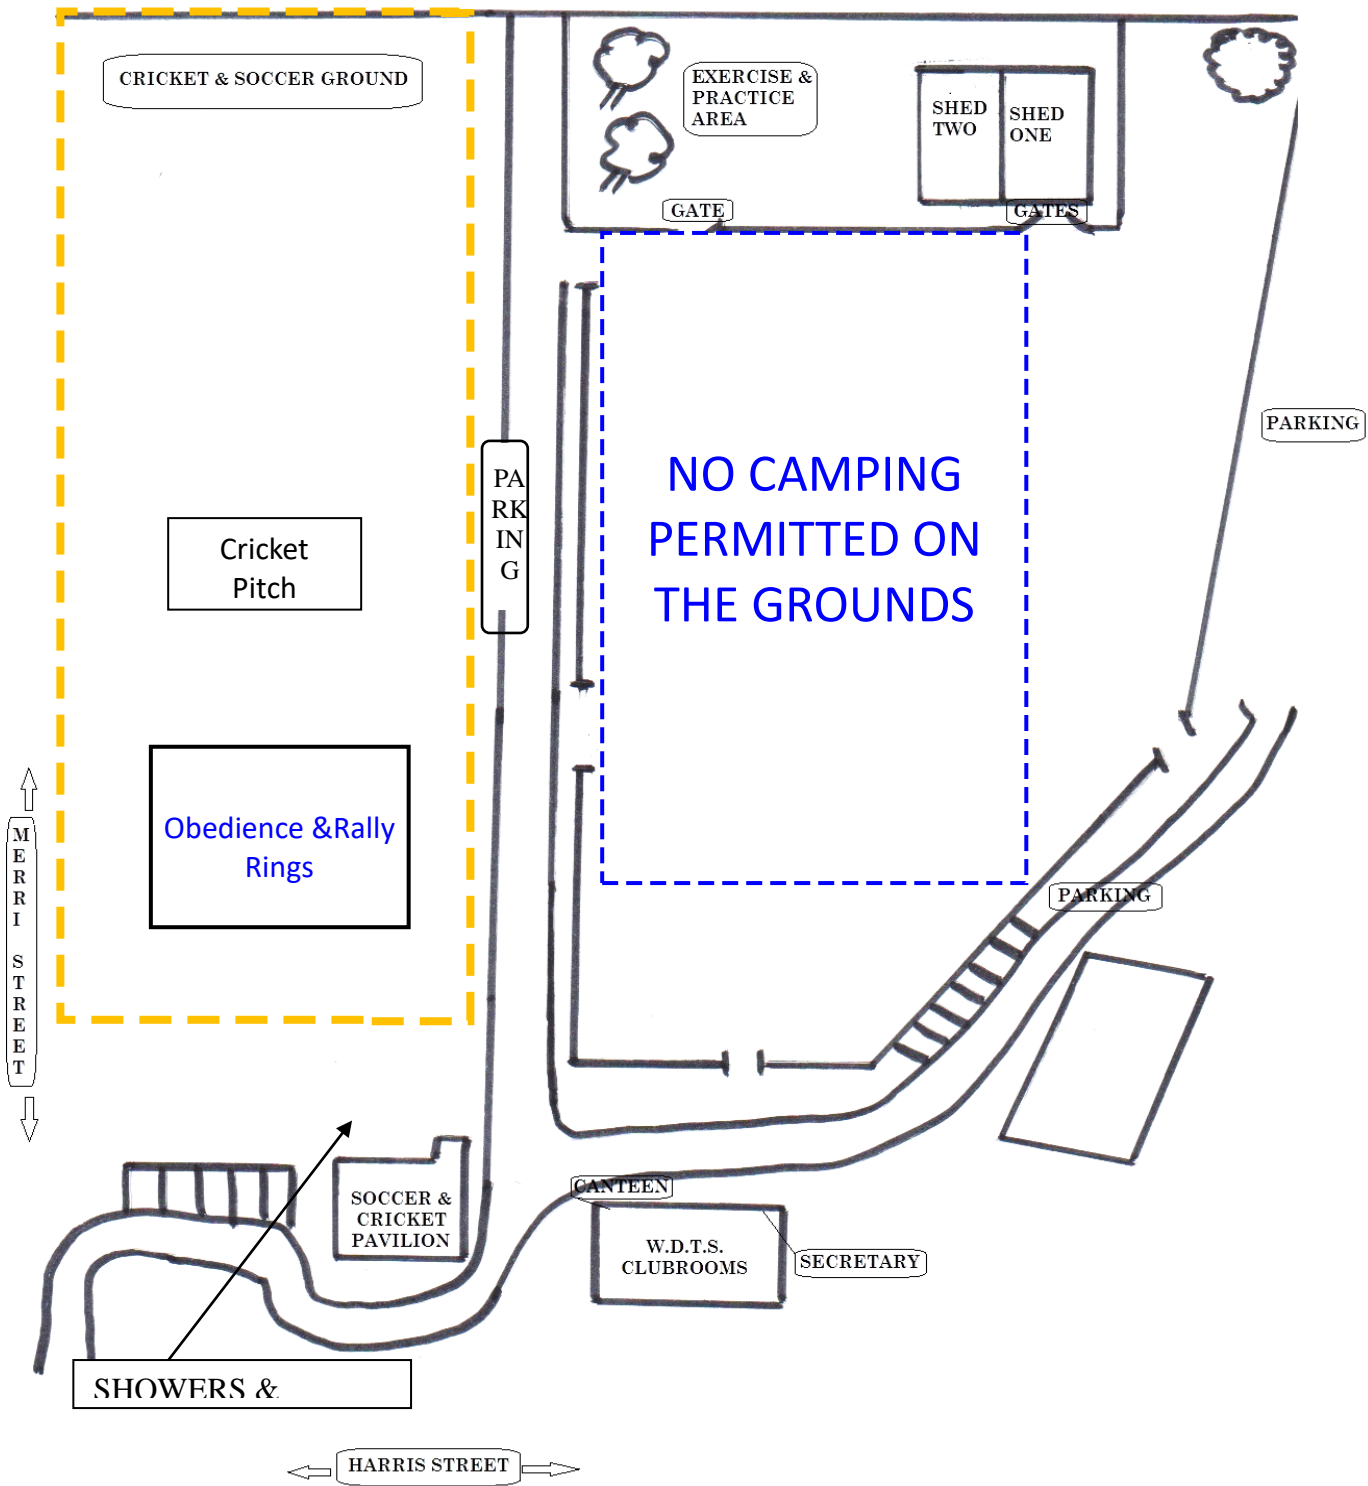 CRICKET & SOCCER GROUND
EXERCISE &
PRACTICE
AREA
SHED
TWO
SHED
ONE
GATE
GATES
PARKING
PA
RK
IN
G
NO CAMPING
PERMITTED ON
THE GROUNDS
Cricket
Pitch
Obedience &Rally
Rings
MERRI STREET
PARKING
SOCCER &
CRICKET
PAVILION
CANTEEN
W.D.T.S.
CLUBROOMS
SECRETARY
SHOWERS &
HARRIS STREET